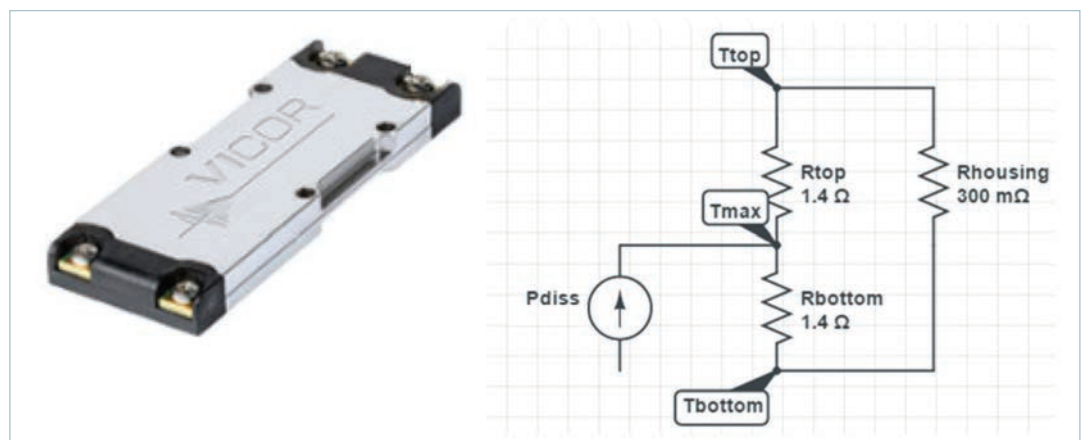 VICOR
Ttop
Rtop
1.4 Ω
Rhousing
300 mΩ
Tmax
Pdiss
Rbottom
1.4 Ω
Tbottom